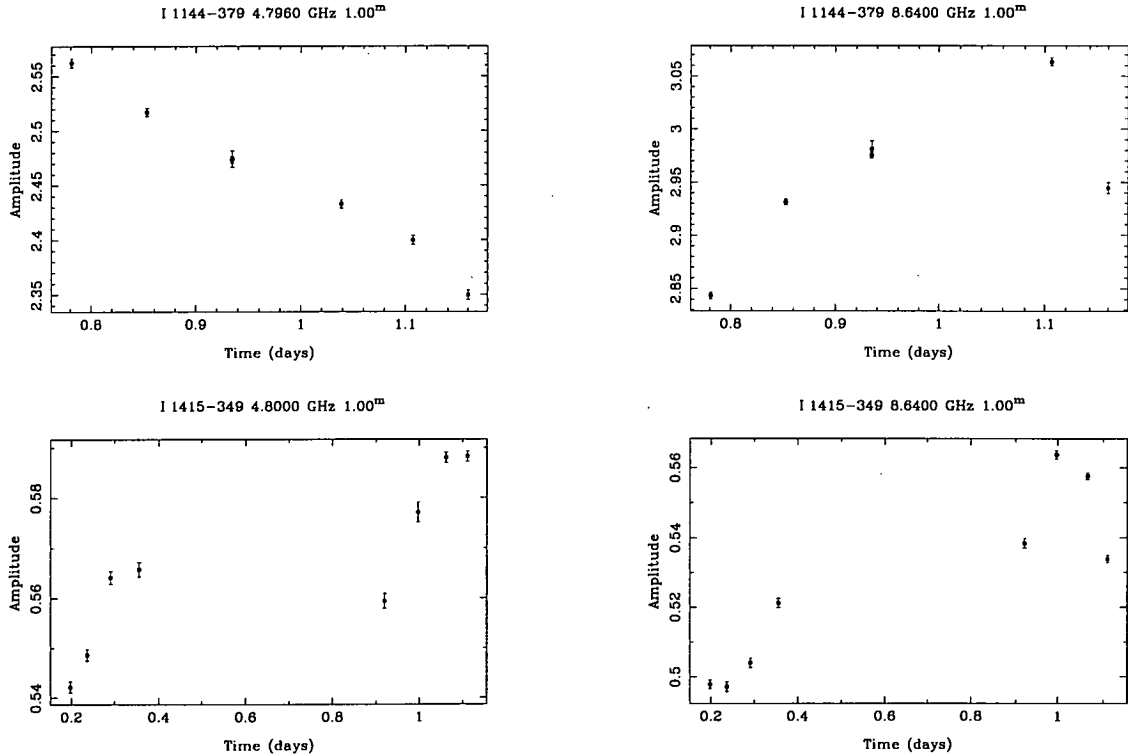 I 1144-379 4.7960 GHz 1.00m
Amplitude
2.55
2.5
2.45
2.4
2.35
0.8 0.9 1 1.1
Time (days)
I 1144-379 8.6400 GHz 1.00m
Amplitude
3.05
3
2.95
2.9
2.85
0.8 0.9 1 1.1
Time (days)
I 1415-349 4.8000 GHz 1.00m
Amplitude
0.58
0.56
0.54
0.2 0.4 0.6 0.8 1
Time (days)
I 1415-349 8.6400 GHz 1.00m
Amplitude
0.56
0.54
0.52
0.5
0.2 0.4 0.6 0.8 1
Time (days)